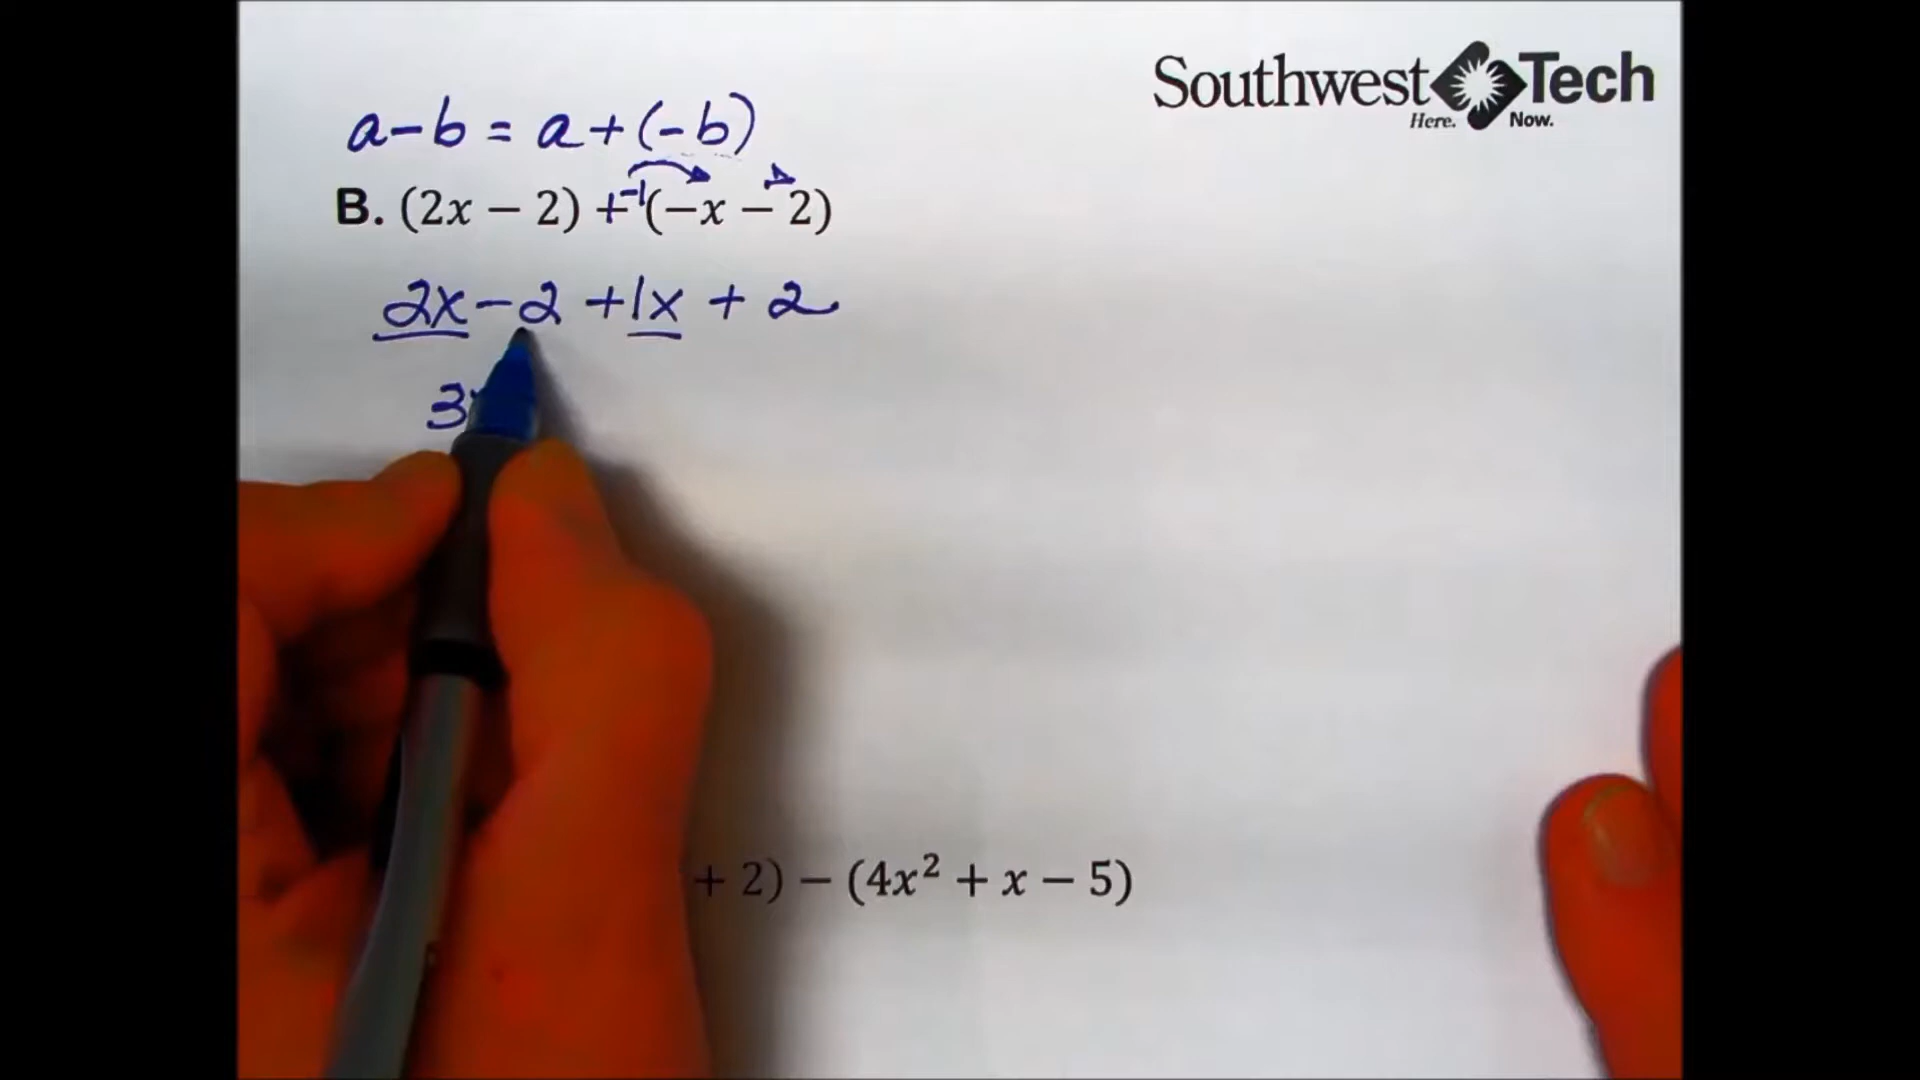 Southwest Tech
Here. Now.
a - b = a + (-b)
B. (2x − 2) + -1(−x − 2)
2x - 2 + 1x + 2
3
+ 2) − (4x² + x − 5)